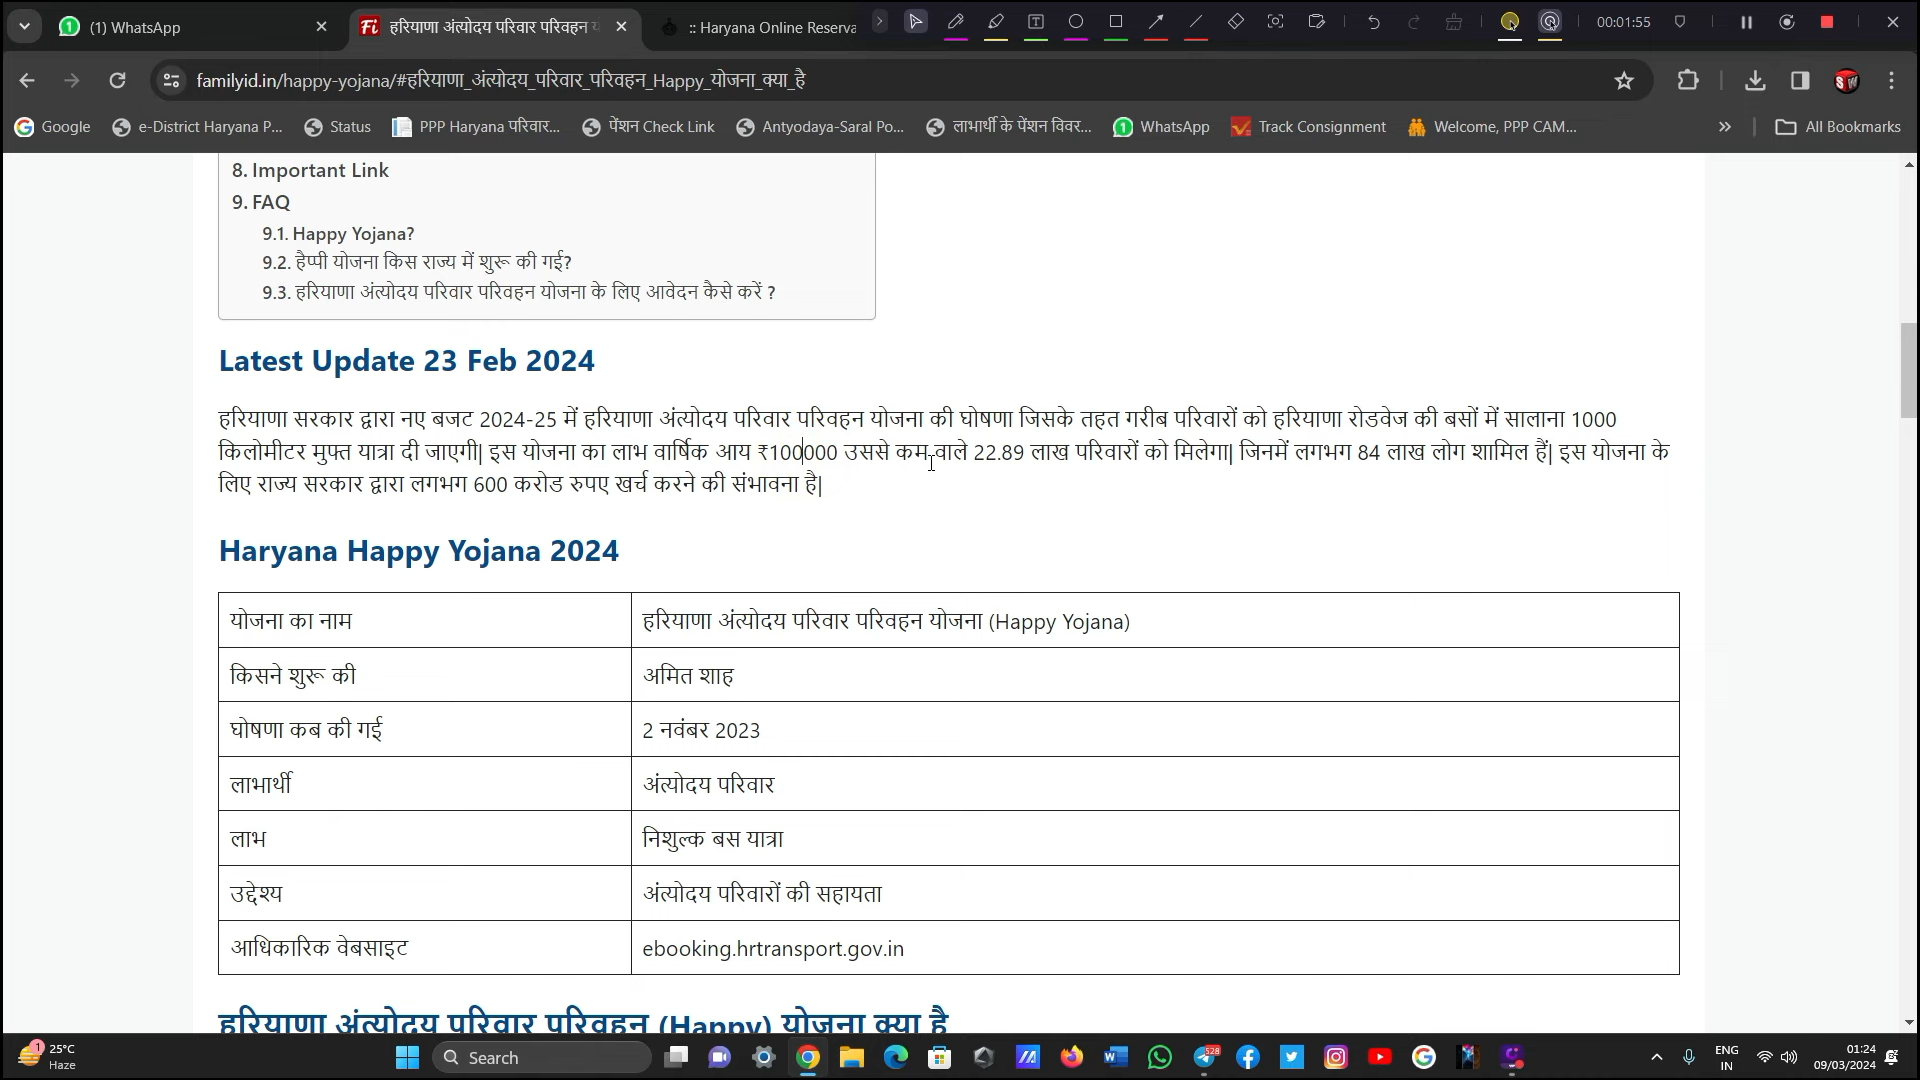 (1) WhatsApp
हरियाणा अंत्योदय परिवार परिवहन य
:: Haryana Online Reserva
00:01:55
familyid.in/happy-yojana/#हरियाणा_अंत्योदय_परिवार_परिवहन_Happy_योजना_क्या_है
Google
e-District Haryana P...
Status
PPP Haryana परिवार...
पेंशन Check Link
Antyodaya-Saral Po...
लाभार्थी के पेंशन विवर...
WhatsApp
Track Consignment
Welcome, PPP CAM...
All Bookmarks
8. Important Link
9. FAQ
9.1. Happy Yojana?
9.2. हैप्पी योजना किस राज्य में शुरू की गई?
9.3. हरियाणा अंत्योदय परिवार परिवहन योजना के लिए आवेदन कैसे करें ?
Latest Update 23 Feb 2024
हरियाणा सरकार द्वारा नए बजट 2024-25 में हरियाणा अंत्योदय परिवार परिवहन योजना की घोषणा जिसके तहत गरीब परिवारों को हरियाणा रोडवेज की बसों में सालाना 1000
किलोमीटर मुफ्त यात्रा दी जाएगी| इस योजना का लाभ वार्षिक आय ₹100000 उससे कम वाले 22.89 लाख परिवारों को मिलेगा| जिनमें लगभग 84 लाख लोग शामिल हैं| इस योजना के
लिए राज्य सरकार द्वारा लगभग 600 करोड रुपए खर्च करने की संभावना है|
Haryana Happy Yojana 2024
योजना का नाम
हरियाणा अंत्योदय परिवार परिवहन योजना (Happy Yojana)
किसने शुरू की
अमित शाह
घोषणा कब की गई
2 नवंबर 2023
लाभार्थी
अंत्योदय परिवार
लाभ
निशुल्क बस यात्रा
उद्देश्य
अंत्योदय परिवारों की सहायता
आधिकारिक वेबसाइट
ebooking.hrtransport.gov.in
हरियाणा अंत्योदय परिवार परिवहन (Happy) योजना क्या है
25°C
Haze
Search
528
ENG
IN
01:24
09/03/2024